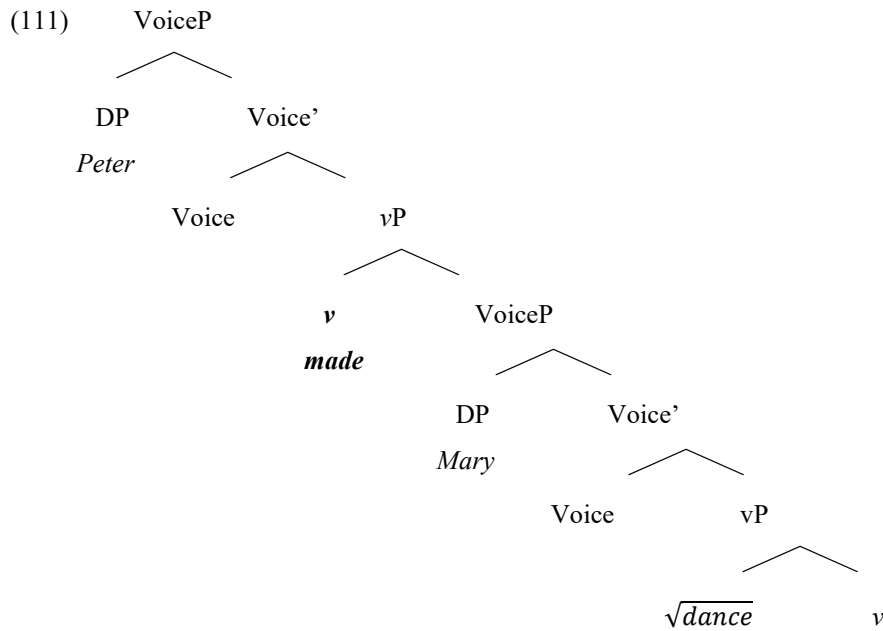 (111) VoiceP
DP Voice’
Peter
Voice vP
v VoiceP
made
DP Voice’
Mary
Voice vP
√dance v